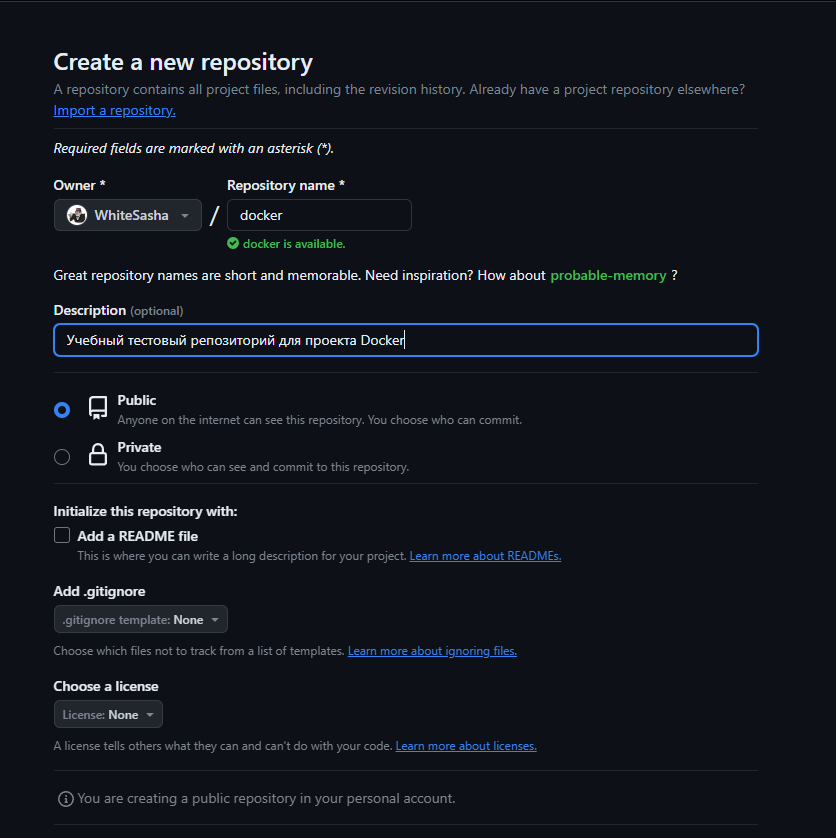 Create a new repository
A repository contains all project files, including the revision history. Already have a project repository elsewhere?
Import a repository.
Required fields are marked with an asterisk (*).
Owner * Repository name *
WhiteSasha / docker
docker is available.
Great repository names are short and memorable. Need inspiration? How about probable-memory ?
Description (optional)
Учебный тестовый репозиторий для проекта Docker
Public
Anyone on the internet can see this repository. You choose who can commit.
Private
You choose who can see and commit to this repository.
Initialize this repository with:
Add a README file
This is where you can write a long description for your project. Learn more about READMEs.
Add .gitignore
.gitignore template: None
Choose which files not to track from a list of templates. Learn more about ignoring files.
Choose a license
License: None
A license tells others what they can and can't do with your code. Learn more about licenses.
You are creating a public repository in your personal account.